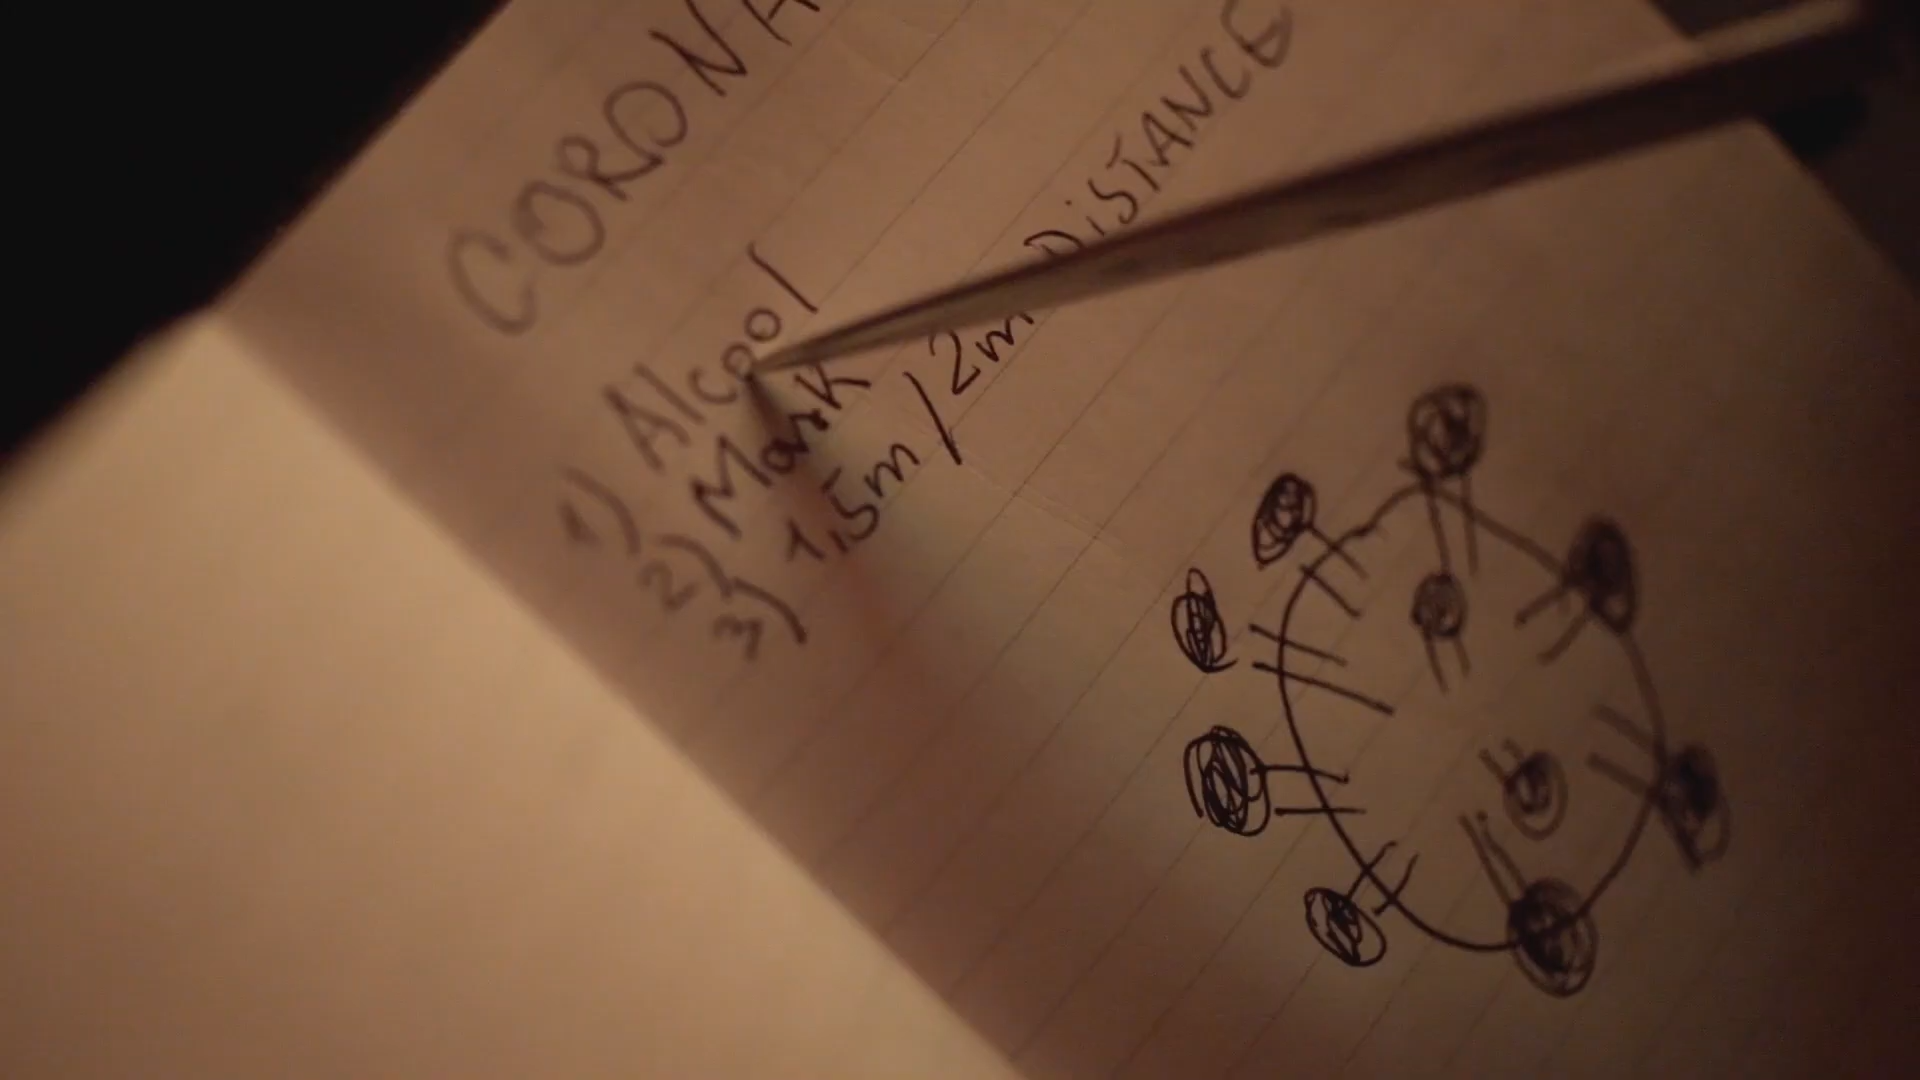 CORONA
1) Alcool
2) Mask
3) 1,5m / 2m DiSTANCE